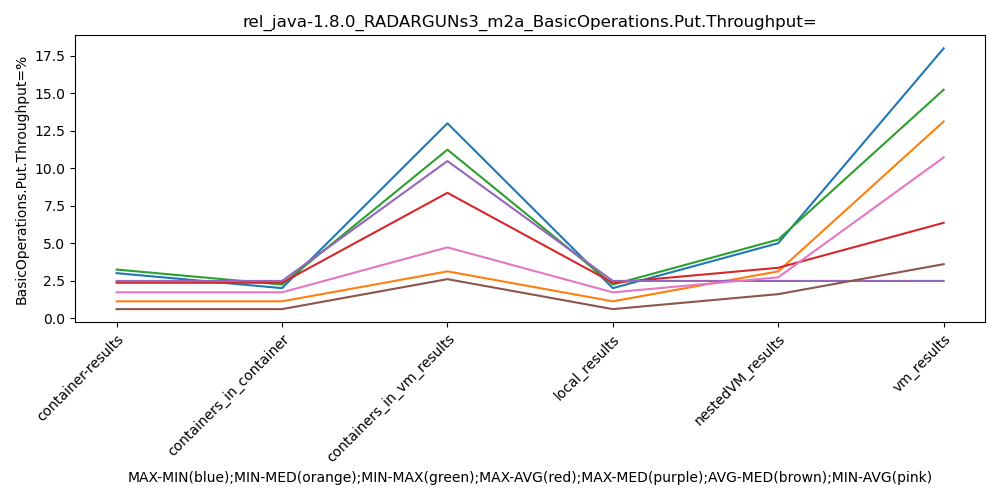 rel_java-1.8.0_RADARGUNs3_m2a_BasicOperations.Put.Throughput=
BasicOperations.Put.Throughput=%
17.5
15.0
12.5
10.0
7.5
5.0
2.5
0.0
container-results
containers_in_container
containers_in_vm_results
local_results
nestedVM_results
vm_results
MAX-MIN(blue);MIN-MED(orange);MIN-MAX(green);MAX-AVG(red);MAX-MED(purple);AVG-MED(brown);MIN-AVG(pink)